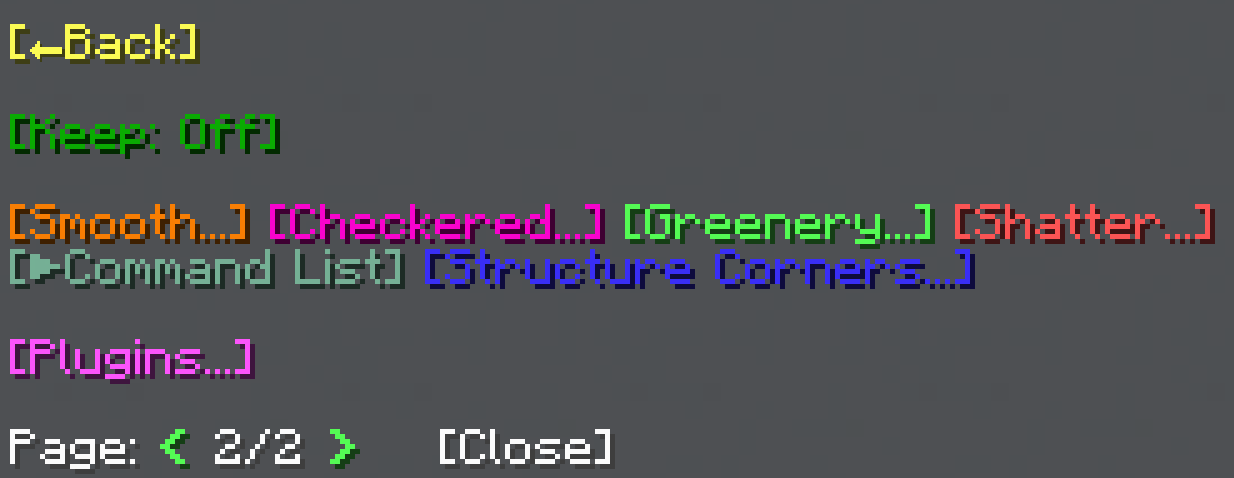 [←Back]
[Keep: Off]
[Smooth...] [Checkered...] [Greenery...] [Shatter...]
[▶Command List] [Structure Corners...]
[Plugins...]
Page: < 2/2 > [Close]